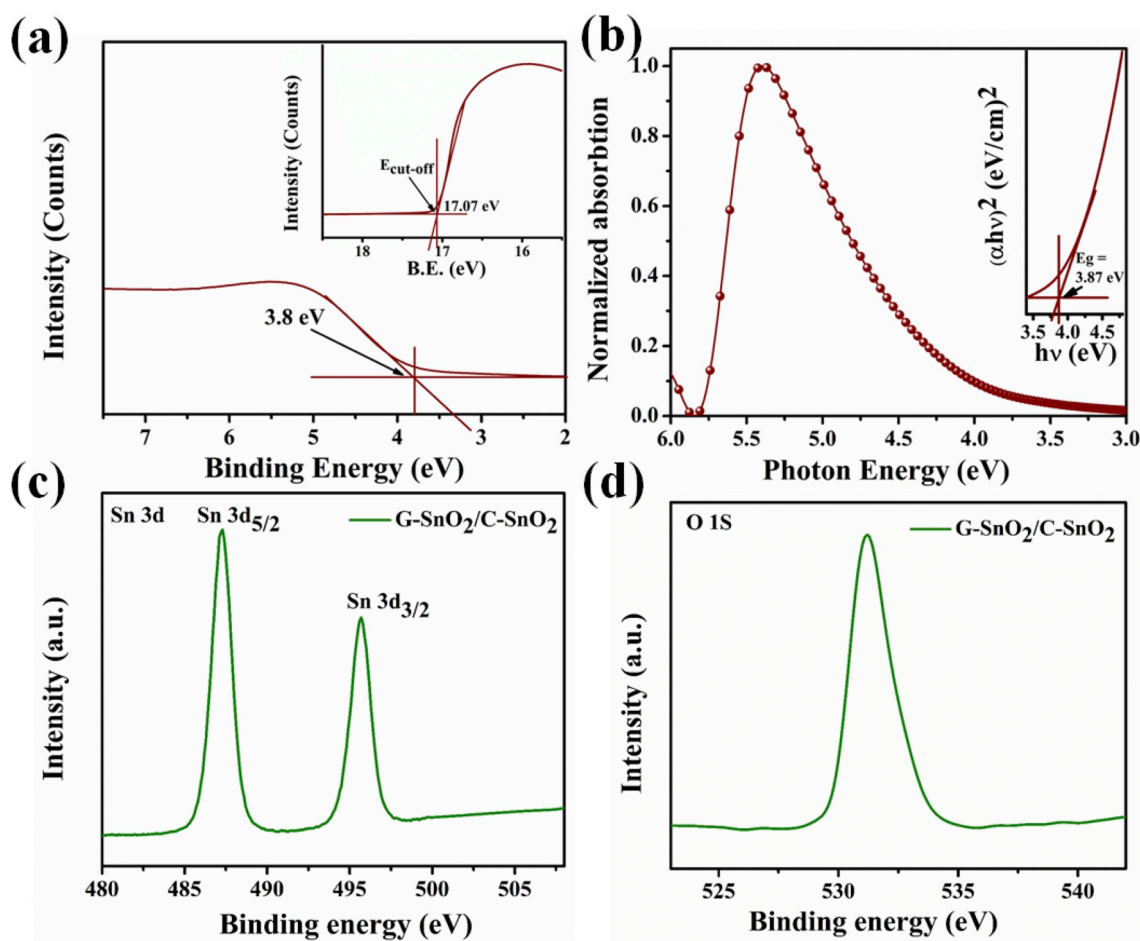 (a)
Intensity (Counts)
Intensity (Counts)
Ecut-off
17.07 eV
18 17 16
B.E. (eV)
3.8 eV
7 6 5 4 3 2
Binding Energy (eV)
(b)
Normalized absorbtion
1.0
0.8
0.6
0.4
0.2
0.0
(αhν)2 (eV/cm)2
Eg =
3.87 eV
3.5 4.0 4.5
hν (eV)
6.0 5.5 5.0 4.5 4.0 3.5 3.0
Photon Energy (eV)
(c)
Intensity (a.u.)
Sn 3d Sn 3d5/2 G-SnO2/C-SnO2
Sn 3d3/2
480 485 490 495 500 505
Binding energy (eV)
(d)
Intensity (a.u.)
O 1S G-SnO2/C-SnO2
525 530 535 540
Binding energy (eV)